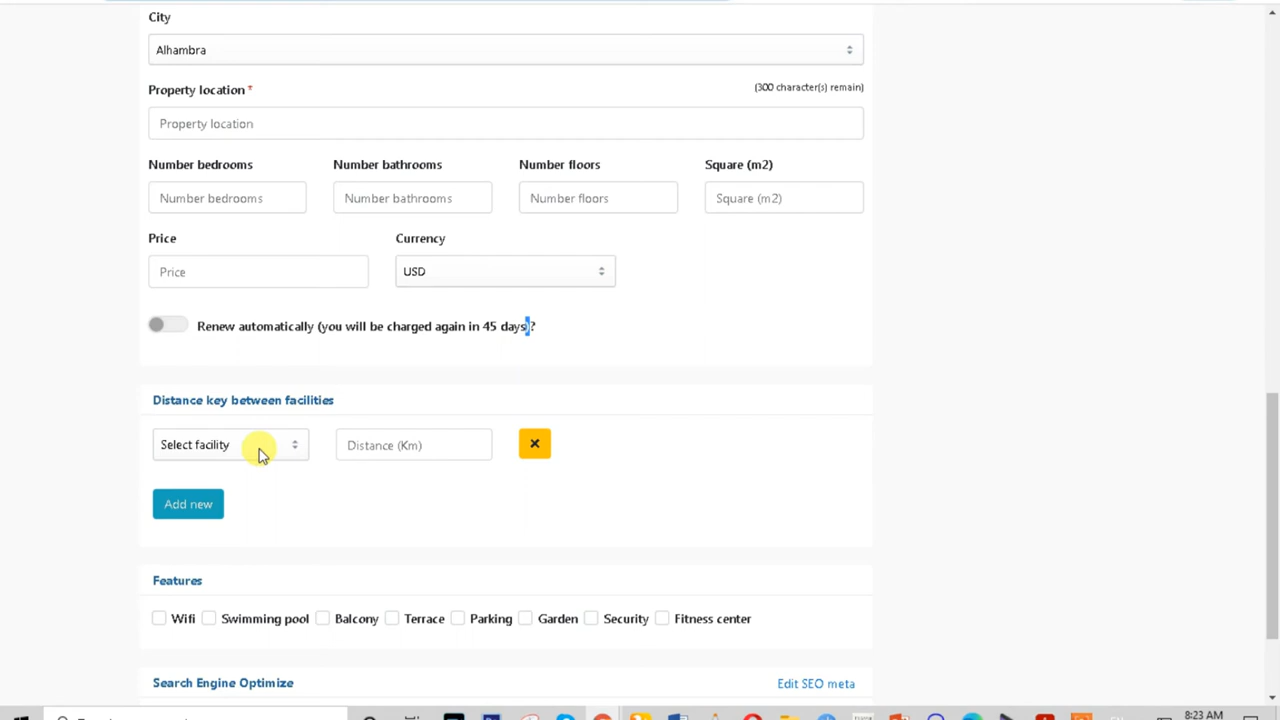 City
Alhambra
Property location * (300 character(s) remain)
Property location
Number bedrooms Number bathrooms Number floors Square (m2)
Number bedrooms Number bathrooms Number floors Square (m2)
Price Currency
Price USD
Renew automatically (you will be charged again in 45 days)?
Distance key between facilities
Select facility Distance (Km)
Add new
Features
Wifi Swimming pool Balcony Terrace Parking Garden Security Fitness center
Search Engine Optimize Edit SEO meta
8:23 AM